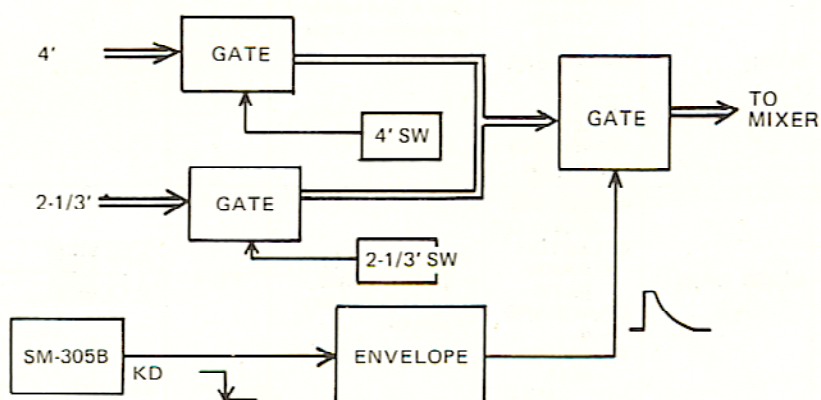 4'
GATE
4' SW
GATE
TO
MIXER
2-1/3'
GATE
2-1/3' SW
SM-305B
KD
ENVELOPE